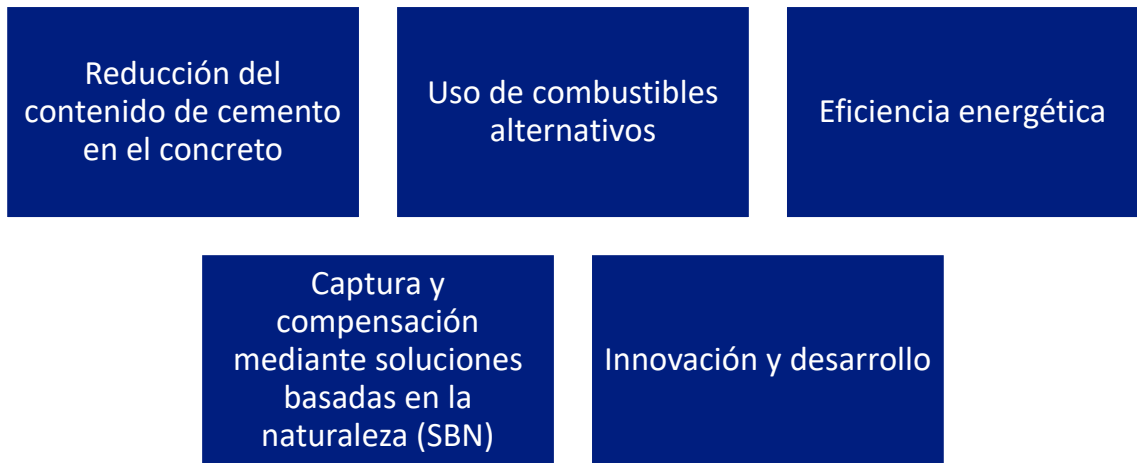 Reducción del
contenido de cemento
en el concreto
Uso de combustibles
alternativos
Eficiencia energética
Captura y
compensación
mediante soluciones
basadas en la
naturaleza (SBN)
Innovación y desarrollo